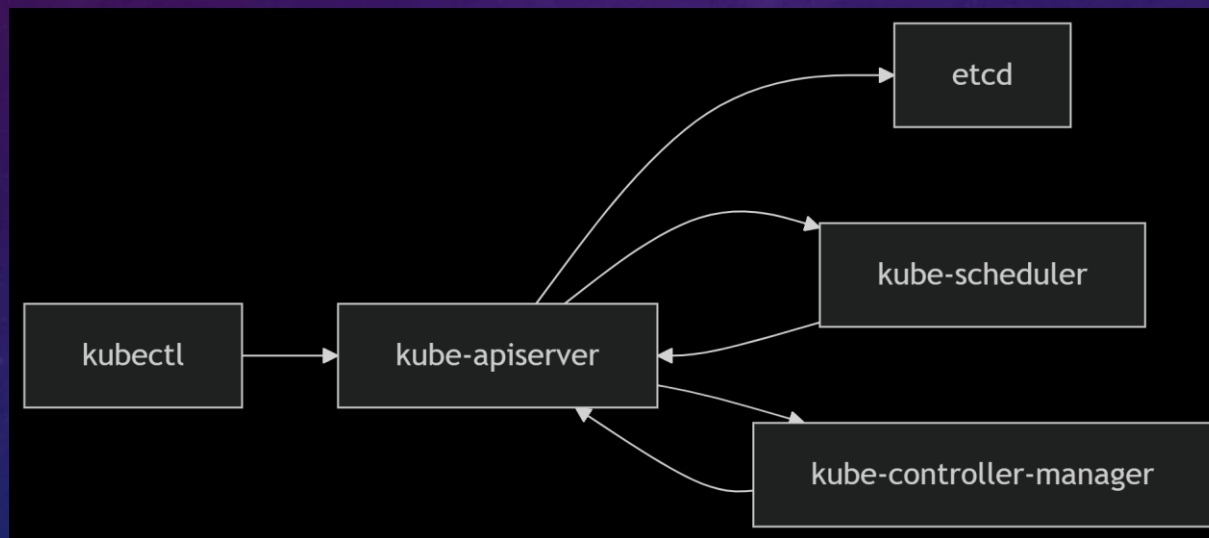 etcd
kube-scheduler
kubectl
kube-apiserver
kube-controller-manager